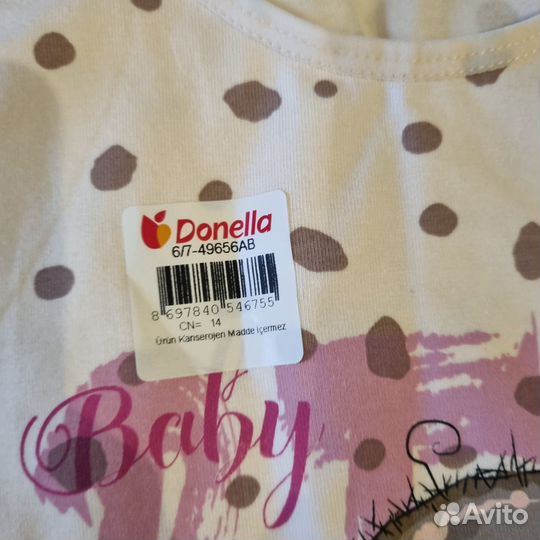 Donella
6/7-49656AB
8 697840 546755
CN= 14
Ürün Kanserojen Madde İçermez
Baby
Avito